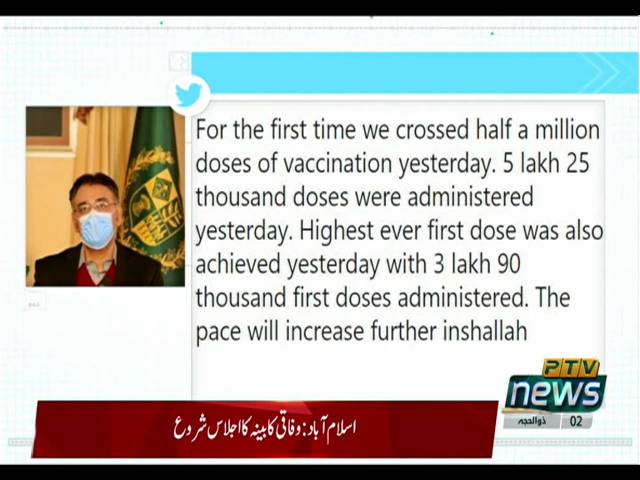 For the first time we crossed half a million
doses of vaccination yesterday. 5 lakh 25
thousand doses were administered
yesterday. Highest ever first dose was also
achieved yesterday with 3 lakh 90
thousand first doses administered. The
pace will increase further inshallah
PTV
news
ذوالحجہ 02
اسلام آباد: وفاقی کابینہ کا اجلاس شروع